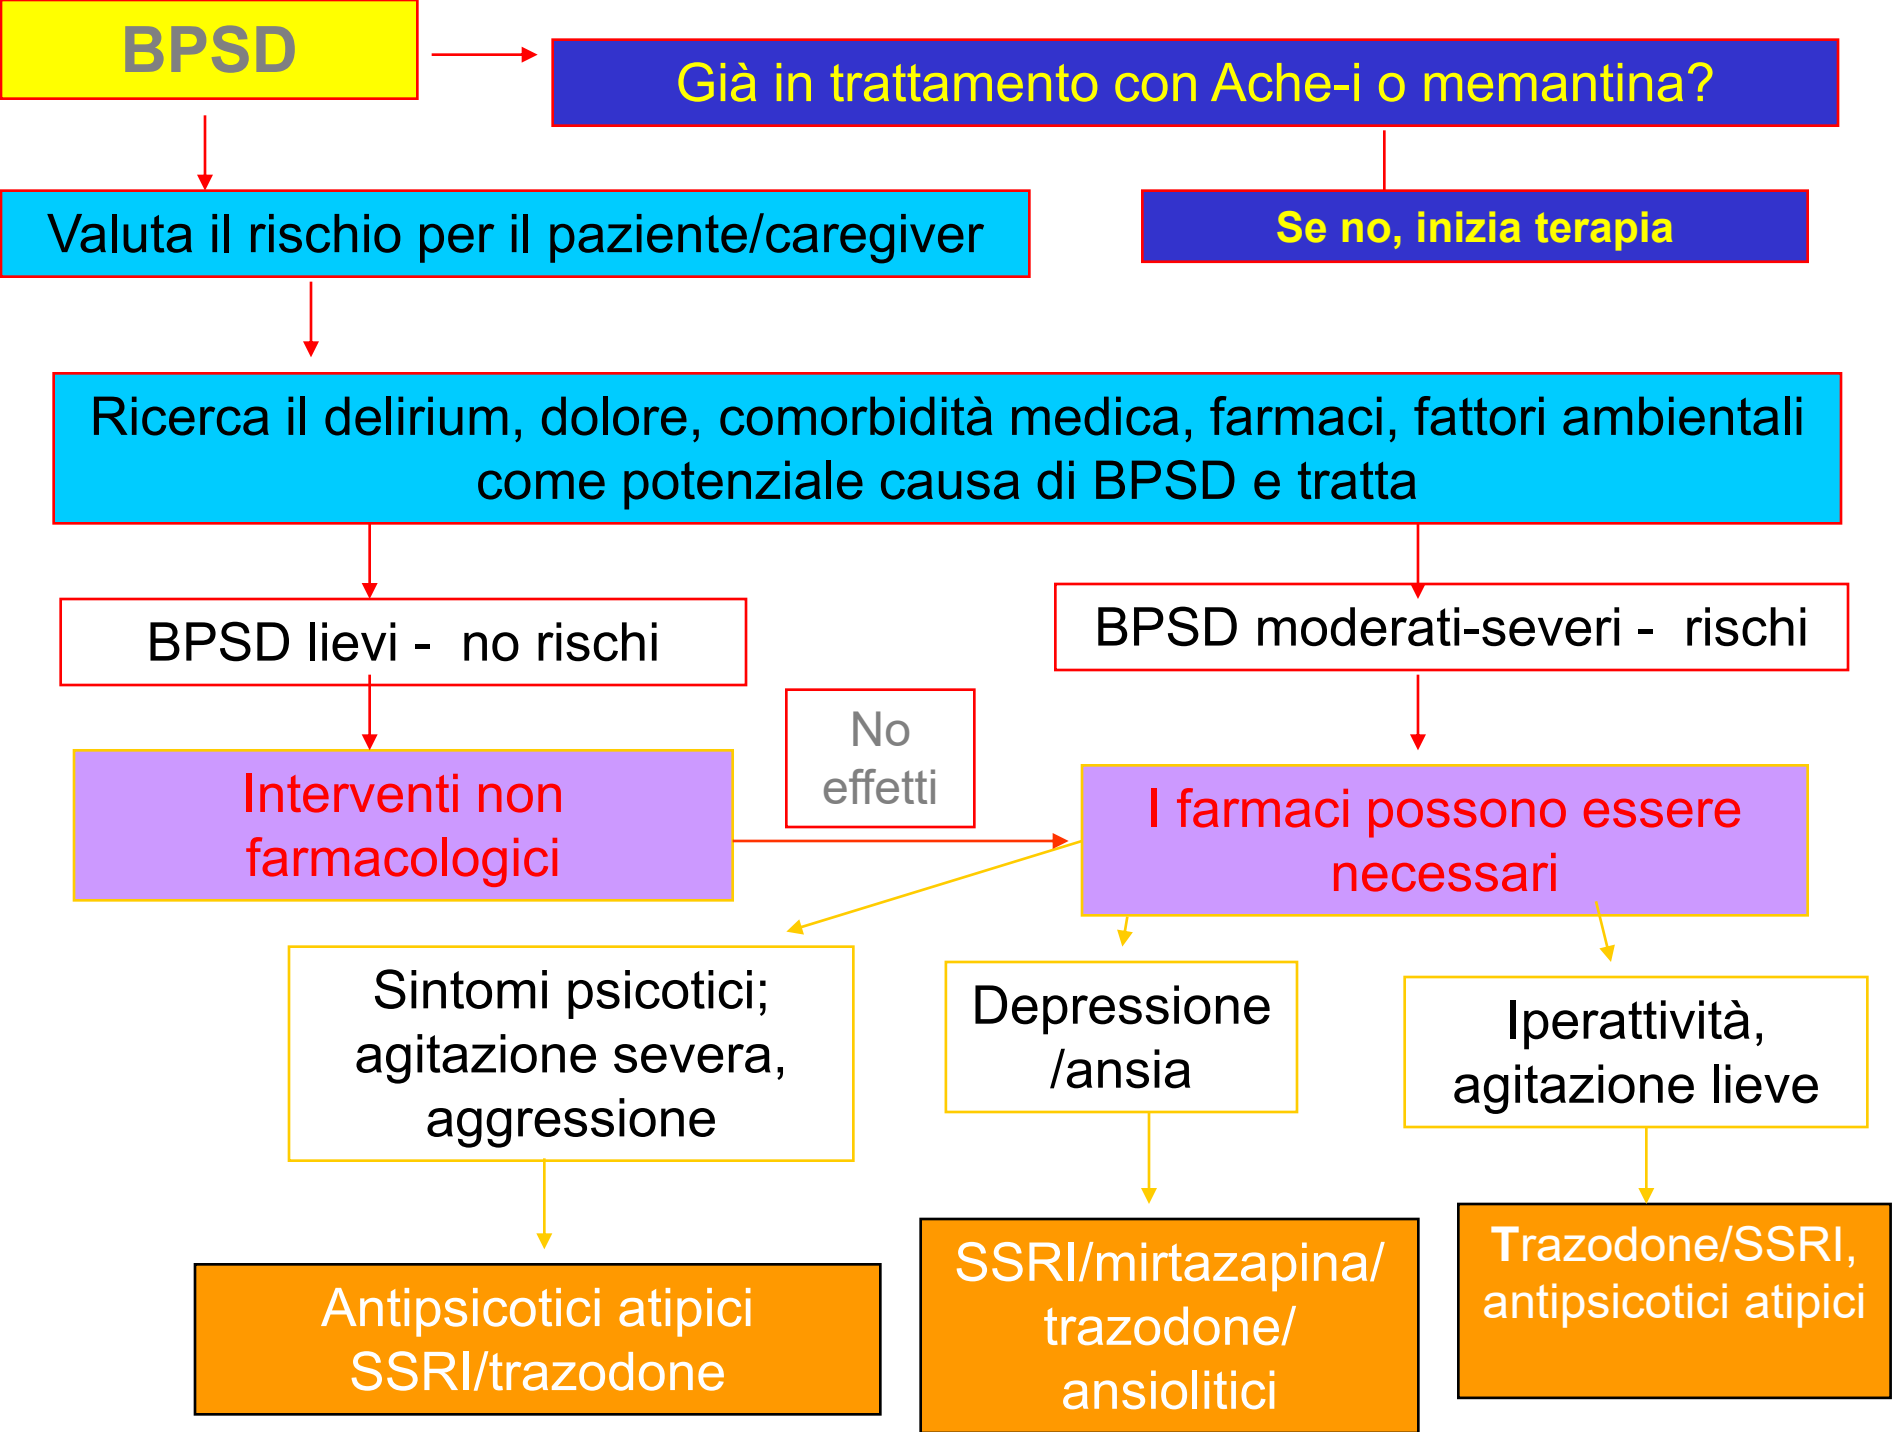 BPSD
Già in trattamento con Ache-i o memantina?
Valuta il rischio per il paziente/caregiver
Se no, inizia terapia
Ricerca il delirium, dolore, comorbidità medica, farmaci, fattori ambientali
come potenziale causa di BPSD e tratta
BPSD lievi - no rischi
BPSD moderati-severi - rischi
No
effetti
Interventi non
farmacologici
I farmaci possono essere
necessari
Sintomi psicotici;
agitazione severa,
aggressione
Depressione
/ansia
Iperattività,
agitazione lieve
Antipsicotici atipici
SSRI/trazodone
SSRI/mirtazapina/
trazodone/
ansiolitici
Trazodone/SSRI,
antipsicotici atipici